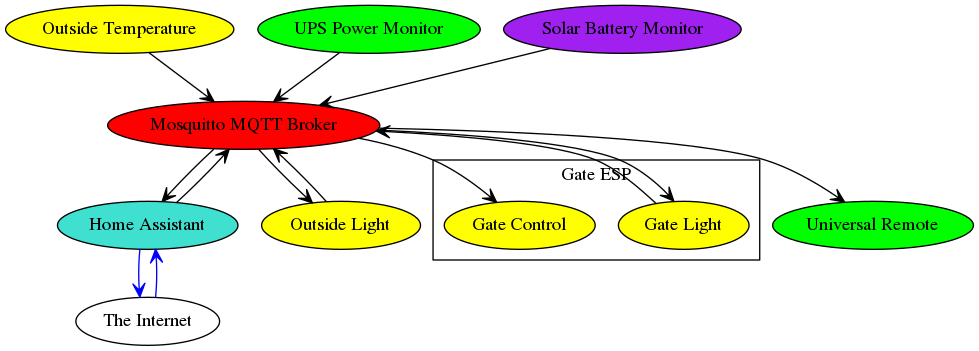 Outside Temperature
UPS Power Monitor
Solar Battery Monitor
Mosquitto MQTT Broker
Gate ESP
Home Assistant
Outside Light
Gate Control
Gate Light
Universal Remote
The Internet